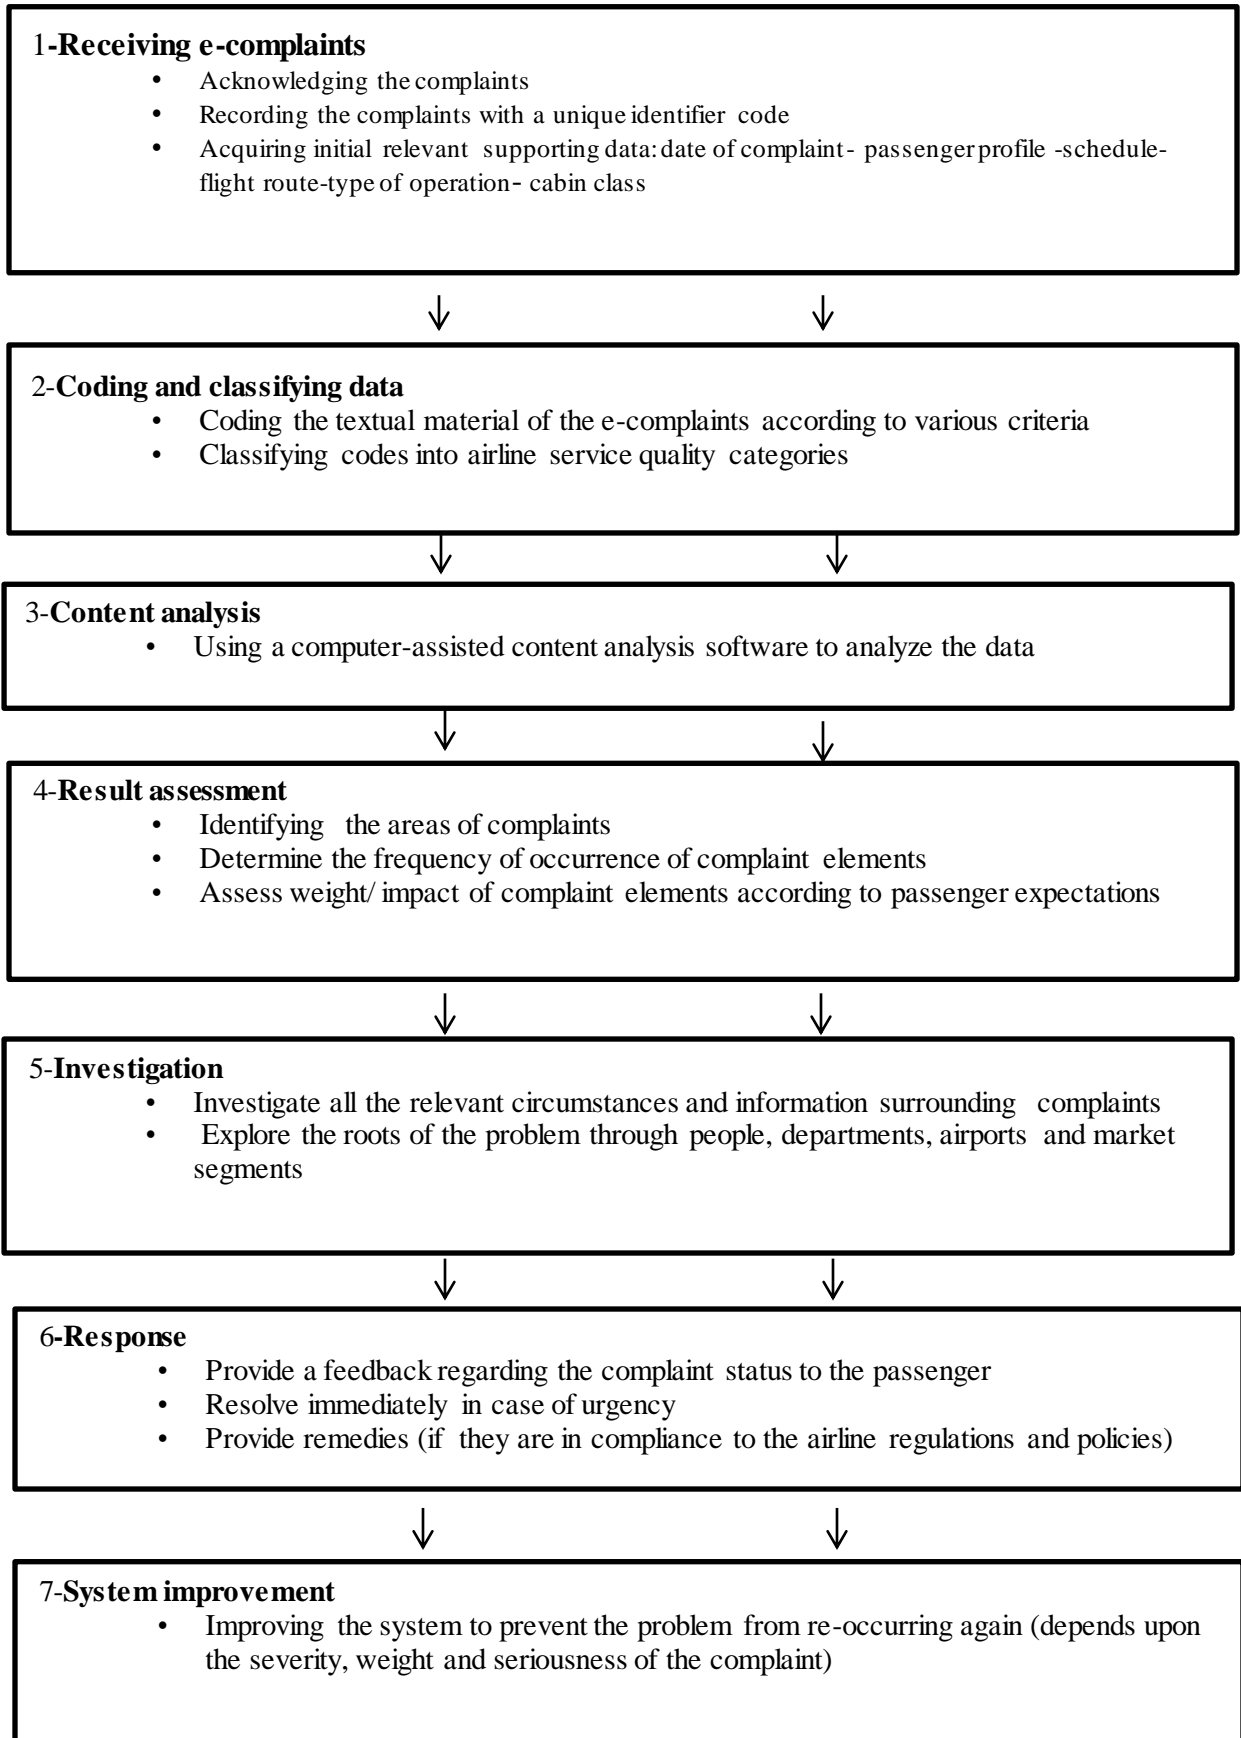 1-Receiving e-complaints
• Acknowledging the complaints
• Recording the complaints with a unique identifier code
• Acquiring initial relevant supporting data: date of complaint- passenger profile -schedule-
flight route-type of operation- cabin class
2-Coding and classifying data
• Coding the textual material of the e-complaints according to various criteria
• Classifying codes into airline service quality categories
3-Content analysis
• Using a computer-assisted content analysis software to analyze the data
4-Result assessment
• Identifying the areas of complaints
• Determine the frequency of occurrence of complaint elements
• Assess weight/ impact of complaint elements according to passenger expectations
5-Investigation
• Investigate all the relevant circumstances and information surrounding complaints
• Explore the roots of the problem through people, departments, airports and market
segments
6-Response
• Provide a feedback regarding the complaint status to the passenger
• Resolve immediately in case of urgency
• Provide remedies (if they are in compliance to the airline regulations and policies)
7-System improvement
• Improving the system to prevent the problem from re-occurring again (depends upon
the severity, weight and seriousness of the complaint)